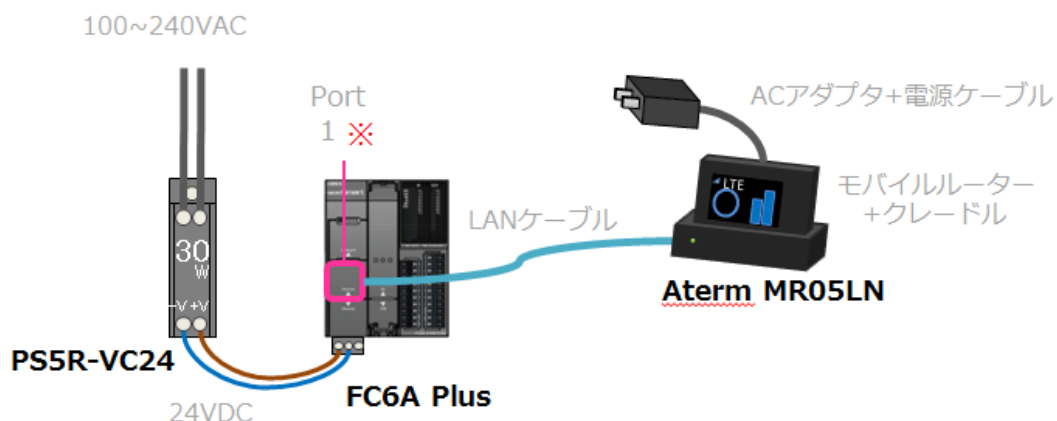 100~240VAC
Port
1 ※
ACアダプタ+電源ケーブル
LTE
モバイルルーター
+クレードル
LANケーブル
30
W
-V +V
Aterm MR05LN
PS5R-VC24
FC6A Plus
24VDC